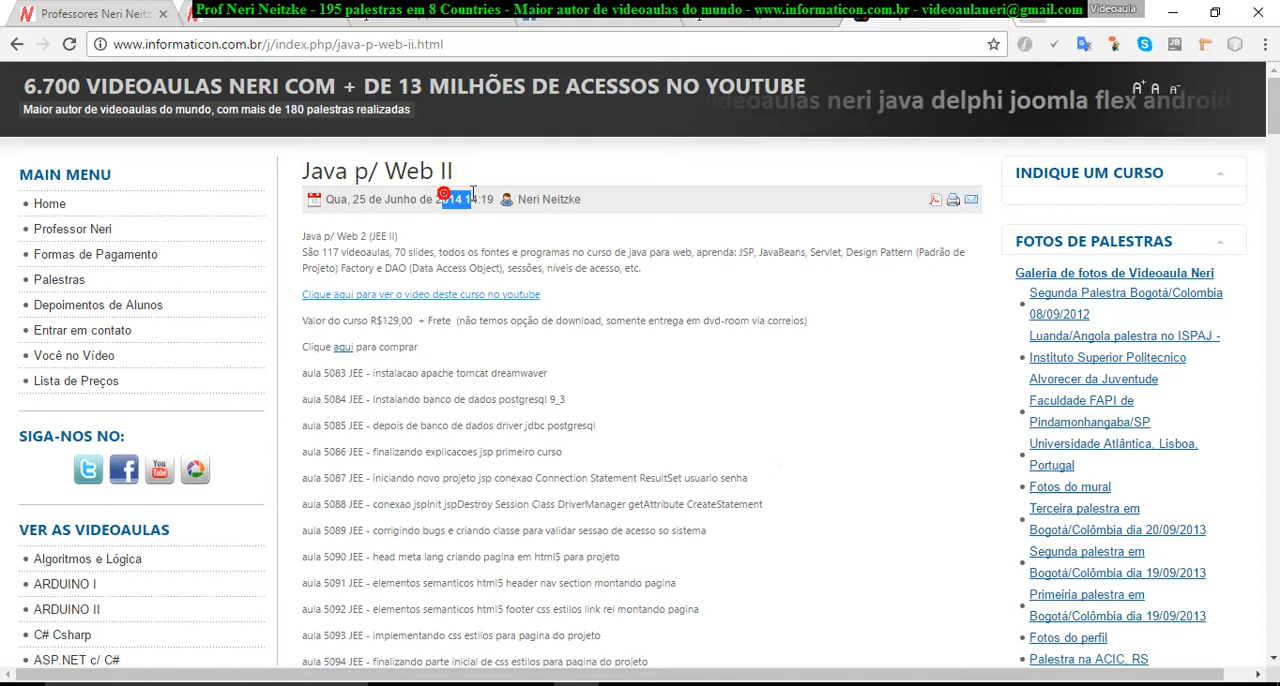 Prof Neri Neitzke - 195 palestras em 8 Countries - Maior autor de videoaulas do mundo - www.informaticon.com.br - videoaulaneri@gmail.com
Videoaula
Professores Neri Neitz
www.informaticon.com.br/j/index.php/java-p-web-ii.html
6.700 VIDEOAULAS NERI COM + DE 13 MILHÕES DE ACESSOS NO YOUTUBE
Maior autor de videoaulas do mundo, com mais de 180 palestras realizadas
videoaulas neri java delphi joomla flex android
A+ A A-
MAIN MENU
Home
Professor Neri
Formas de Pagamento
Palestras
Depoimentos de Alunos
Entrar em contato
Você no Vídeo
Lista de Preços
SIGA-NOS NO:
You
Tube
VER AS VIDEOAULAS
Algoritmos e Lógica
ARDUINO I
ARDUINO II
C# Csharp
ASP.NET c/ C#
Java p/ Web II
Qua, 25 de Junho de 2014 14:19 Neri Neitzke
Java p/ Web 2 (JEE II)
São 117 videoaulas, 70 slides, todos os fontes e programas no curso de java para web, aprenda: JSP, JavaBeans, Servlet, Design Pattern (Padrão
de Projeto) Factory e DAO (Data Access Object), sessões, níveis de acesso, etc.
Clique aqui para ver o video deste curso no youtube
Valor do curso R$129,00 + Frete (não temos opção de download, somente entrega em dvd-room via correios)
Clique aqui para comprar
aula 5083 JEE - instalacao apache tomcat dreamwaver
aula 5084 JEE - Instalando banco de dados postgresql 9_3
aula 5085 JEE - depois de banco de dados driver jdbc postgresql
aula 5086 JEE - finalizando explicacoes jsp primeiro curso
aula 5087 JEE - iniciando novo projeto jsp conexao Connection Statement ResultSet usuario senha
aula 5088 JEE - conexao jspInit jspDestroy Session Class DriverManager getAttribute CreateStatement
aula 5089 JEE - corrigindo bugs e criando classe para validar sessao de acesso so sistema
aula 5090 JEE - head meta lang criando pagina em html5 para projeto
aula 5091 JEE - elementos semanticos html5 header nav section montando pagina
aula 5092 JEE - elementos semanticos html5 footer css estilos link rel montando pagina
aula 5093 JEE - implementando css estilos para pagina do projeto
aula 5094 JEE - finalizando parte inicial de css estilos para pagina do projeto
INDIQUE UM CURSO
FOTOS DE PALESTRAS
Galeria de fotos de Videoaula Neri
Segunda Palestra Bogotá/Colombia
08/09/2012
Luanda/Angola palestra no ISPAJ -
Instituto Superior Politecnico
Alvorecer da Juventude
Faculdade FAPI de
Pindamonhangaba/SP
Universidade Atlântica, Lisboa,
Portugal
Fotos do mural
Terceira palestra em
Bogotá/Colômbia dia 20/09/2013
Segunda palestra em
Bogotá/Colômbia dia 19/09/2013
Primeiria palestra em
Bogotá/Colômbia dia 19/09/2013
Fotos do perfil
Palestra na ACIC, RS